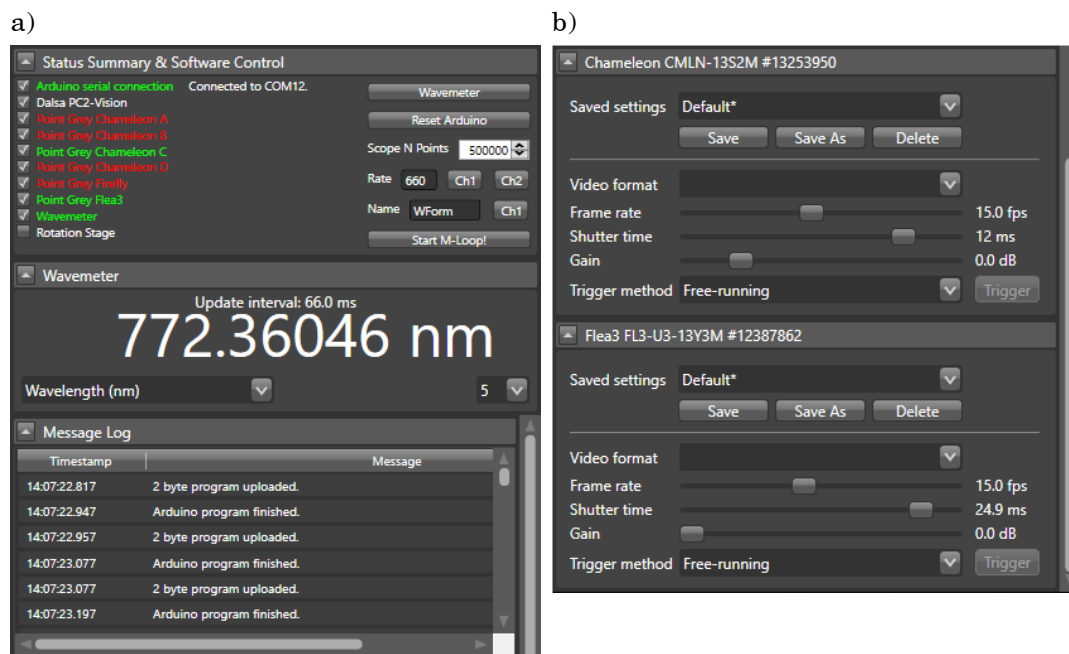 a)
Status Summary & Software Control
Arduino serial connection Connected to COM12.
Dalsa PC2-Vision
Point Grey Chameleon A
Point Grey Chameleon B
Point Grey Chameleon C
Point Grey Chameleon D
Point Grey Firefly
Point Grey Flea3
Wavemeter
Rotation Stage
Wavemeter
Reset Arduino
Scope N Points 500000
Rate 660 Ch1 Ch2
Name WForm Ch1
Start M-Loop!
Wavemeter
Update interval: 66.0 ms
772.36046 nm
Wavelength (nm) 5
Message Log
Timestamp Message
14:07:22.817 2 byte program uploaded.
14:07:22.947 Arduino program finished.
14:07:22.957 2 byte program uploaded.
14:07:23.077 Arduino program finished.
14:07:23.077 2 byte program uploaded.
14:07:23.197 Arduino program finished.
b)
Chameleon CMLN-13S2M #13253950
Saved settings Default*
Save Save As Delete
Video format
Frame rate 15.0 fps
Shutter time 12 ms
Gain 0.0 dB
Trigger method Free-running Trigger
Flea3 FL3-U3-13Y3M #12387862
Saved settings Default*
Save Save As Delete
Video format
Frame rate 15.0 fps
Shutter time 24.9 ms
Gain 0.0 dB
Trigger method Free-running Trigger